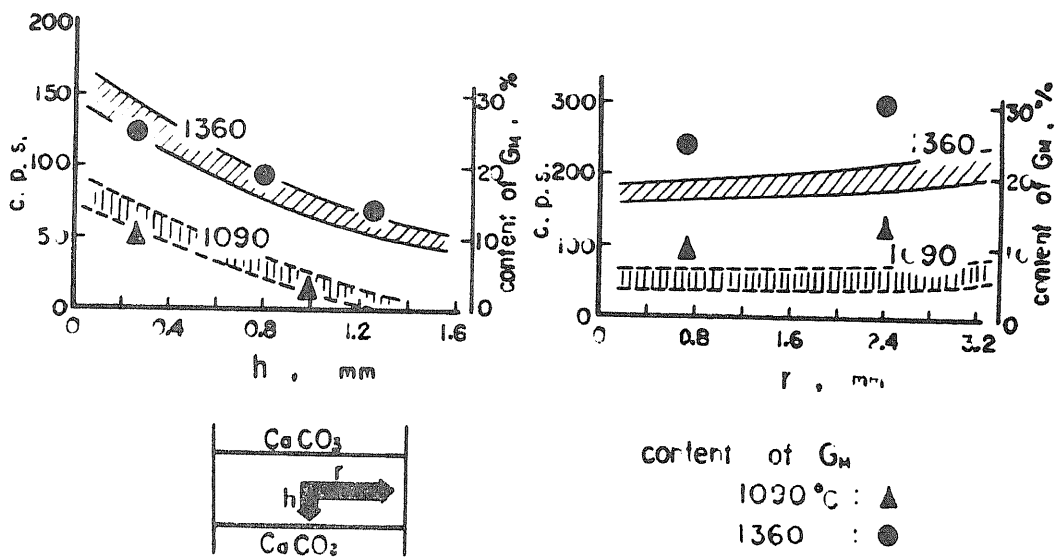 200
150
100
50
0
c. p. s.
30%
20
10
0
content of GM ,
1360
1090
0 0.4 0.8 1.2 1.6
h , mm
300
200
100
0
c. p. s.
30%
20
10
0
content of GM ,
1360
1090
0 0.8 1.6 2.4 3.2
r , mm
CaCO3
r
h
CaCO3
content of GM
1090°C : ▲
1360 : ●